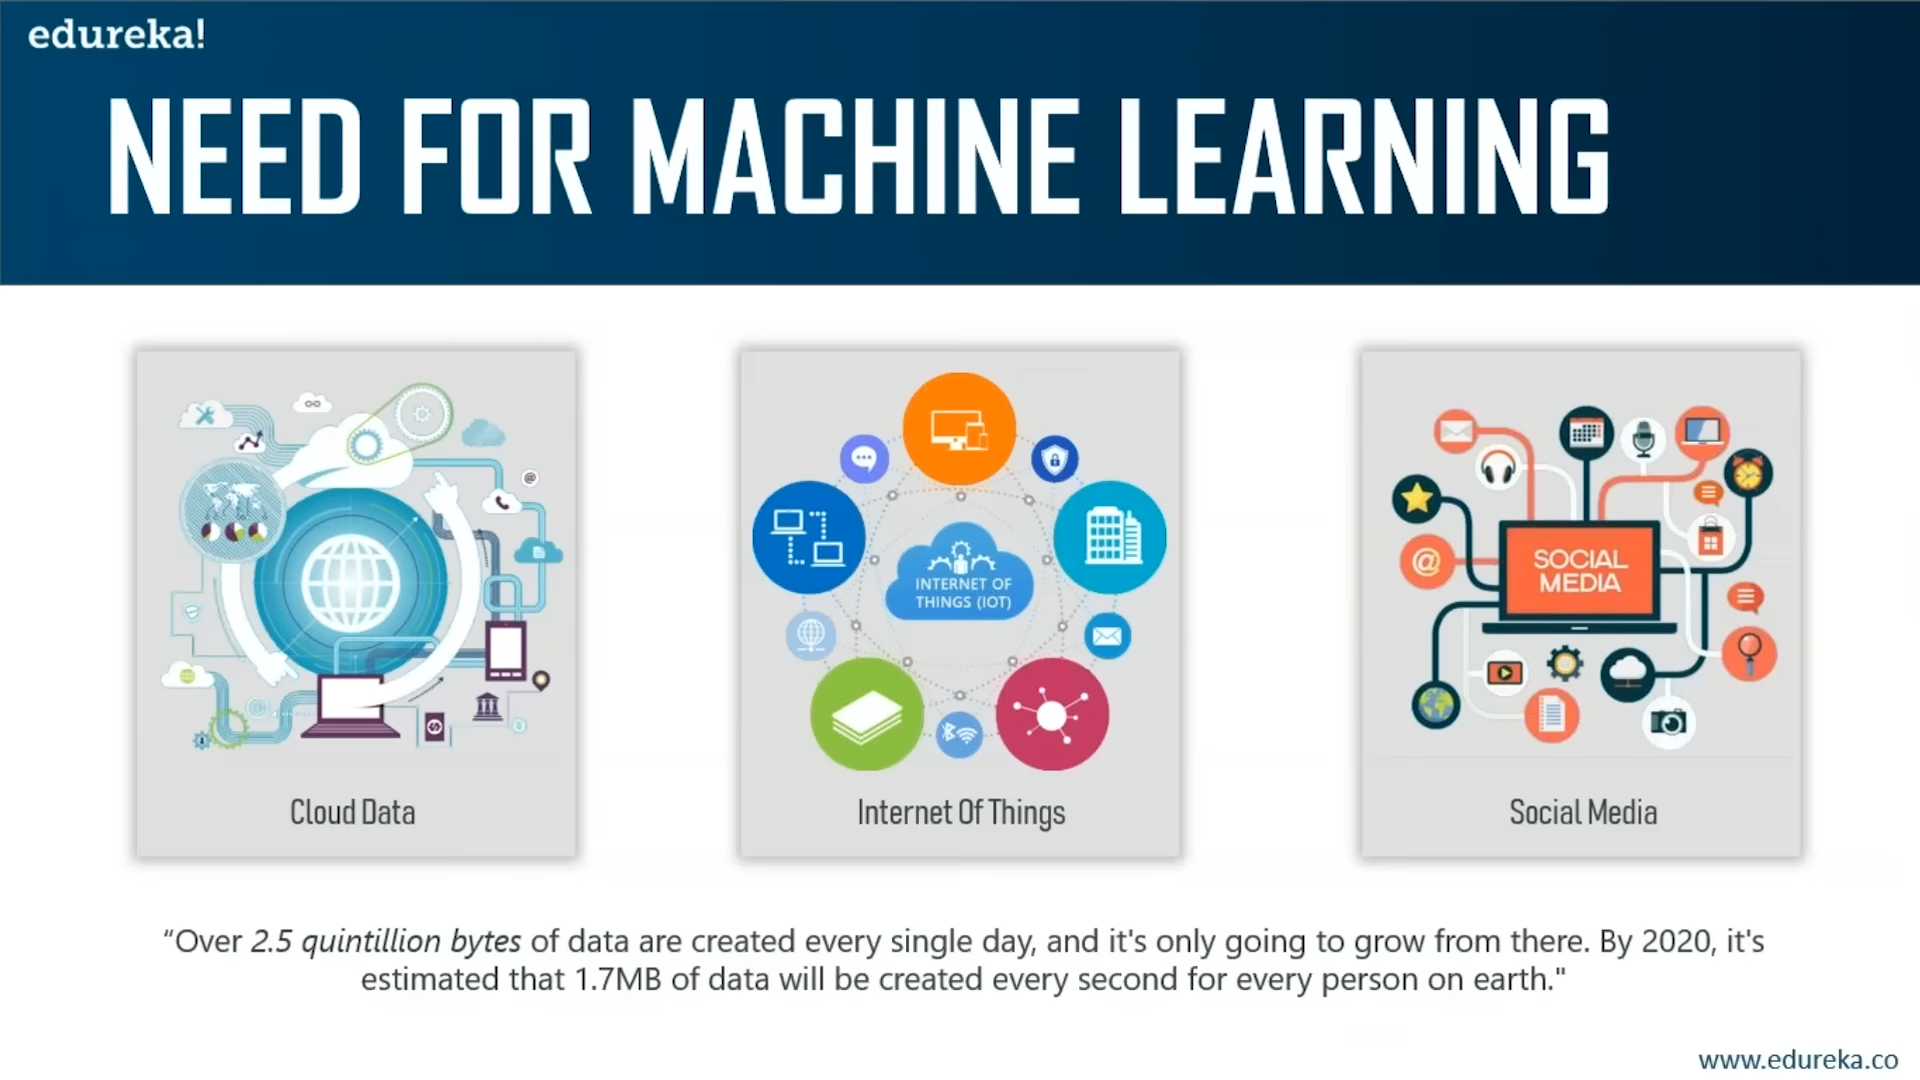 edureka!
NEED FOR MACHINE LEARNING
INTERNET OF
THINGS (IOT)
SOCIAL
MEDIA
Cloud Data
Internet Of Things
Social Media
“Over 2.5 quintillion bytes of data are created every single day, and it's only going to grow from there. By 2020, it's
estimated that 1.7MB of data will be created every second for every person on earth."
www.edureka.co